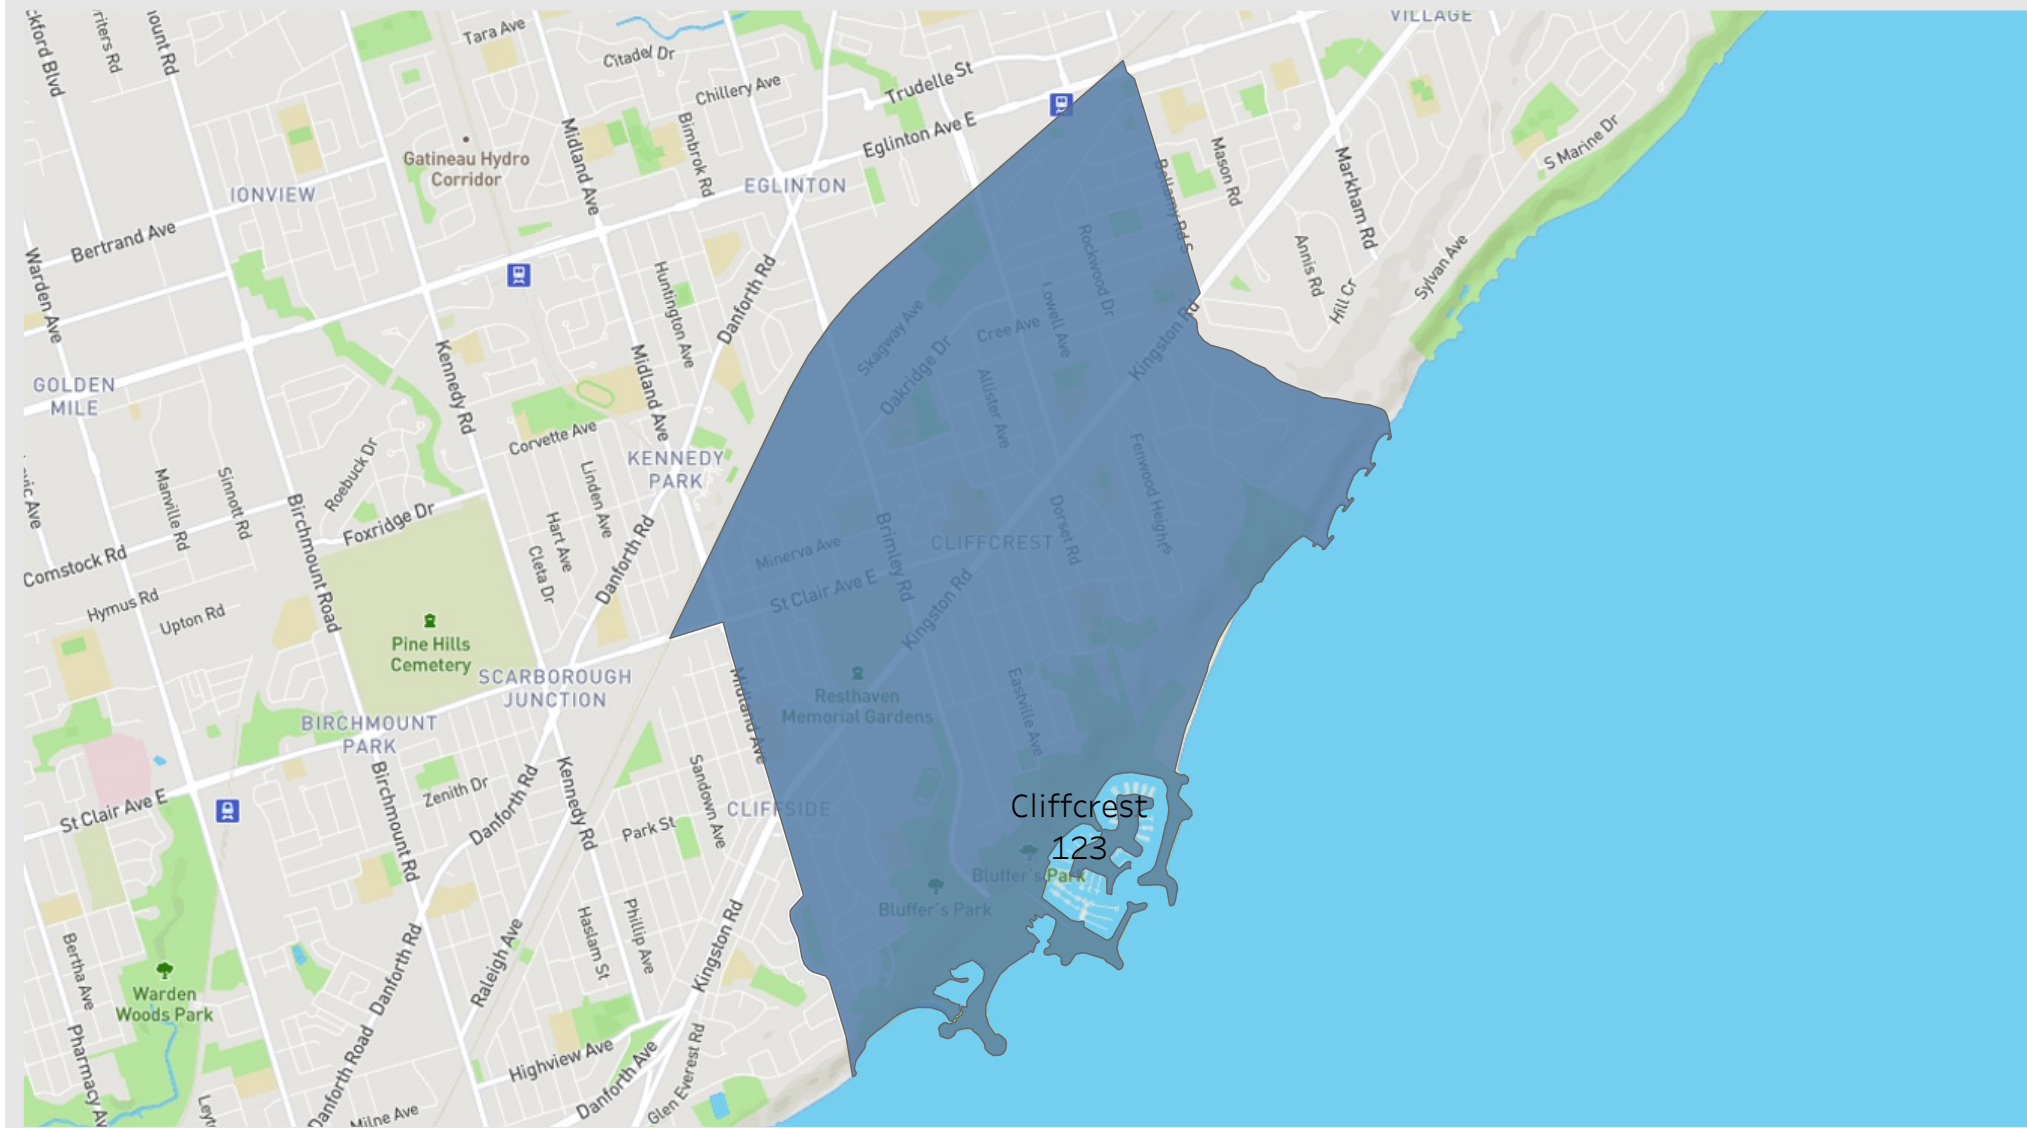 VILLAGE
Tara Ave
Citadel Dr
Chillery Ave
Trudelle St
Eglinton Ave E
Bimbrok Rd
Midland Ave
Gatineau Hydro
Corridor
IONVIEW
EGLINTON
Bertrand Ave
Warden Ave
Mason Rd
Markham Rd
S Marine Dr
Bellamy Rd S
Rockwood Dr
Annis Rd
Hill Cr
Sylvan Ave
Huntington Ave
Danforth Rd
Skagway Ave
Oakridge Dr
Cree Ave
Lowell Ave
Kingston Rd
Allister Ave
GOLDEN
MILE
Kennedy Rd
Midland Ave
Corvette Ave
KENNEDY
PARK
Roebuck Dr
Manville Rd
Sinnott Rd
Linden Ave
Foxridge Dr
Birchmount Road
Hart Ave
Cleta Dr
Danforth Rd
Comstock Rd
Hymus Rd
Upton Rd
Minerva Ave
Brimley Rd
CLIFFCREST
Dorset Rd
Fenwood Heights
St Clair Ave E
Kingston Rd
Pine Hills
Cemetery
SCARBOROUGH
JUNCTION
BIRCHMOUNT
PARK
Midland Ave
Resthaven
Memorial Gardens
Eastville Ave
St Clair Ave E
Birchmount Rd
Zenith Dr
Danforth Rd
Kennedy Rd
Park St
Sandown Ave
CLIFFSIDE
Cliffcrest
123
Bluffer's Park
Bluffer's Park
Bertha Ave
Warden
Woods Park
Pharmacy Av
Danforth Rd
Danforth Road
Raleigh Ave
Haslam St
Phillip Ave
Kingston Rd
Highview Ave
Danforth Ave
Glen Everest Rd
Milne Ave